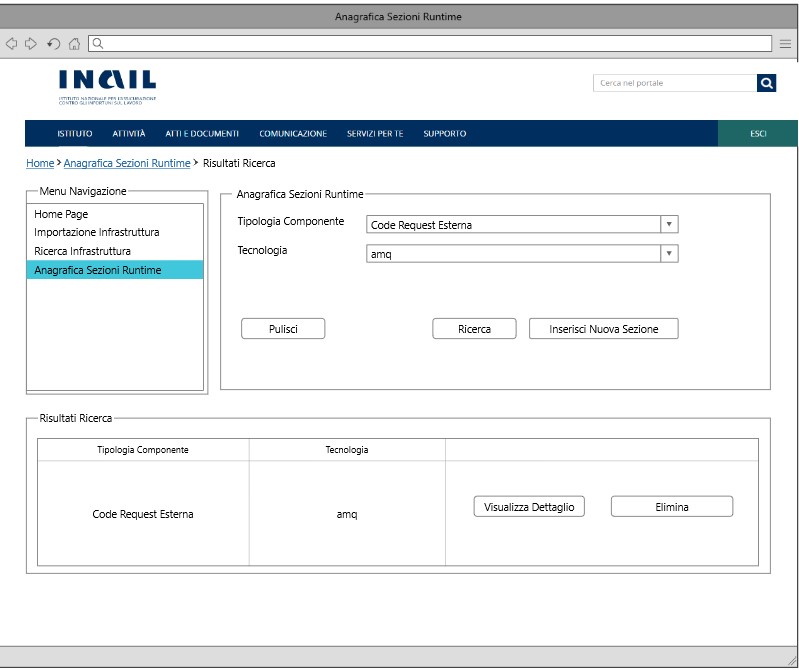 Anagrafica Sezioni Runtime
INAIL
ISTITUTO NAZIONALE PER L'ASSICURAZIONE
CONTRO GLI INFORTUNI SUL LAVORO
Cerca nel portale
ISTITUTO ATTIVITÀ ATTI E DOCUMENTI COMUNICAZIONE SERVIZI PER TE SUPPORTO ESCI
Home > Anagrafica Sezioni Runtime > Risultati Ricerca
Menu Navigazione
Home Page
Importazione Infrastruttura
Ricerca Infrastruttura
Anagrafica Sezioni Runtime
Anagrafica Sezioni Runtime
Tipologia Componente Code Request Esterna
Tecnologia amq
Pulisci Ricerca Inserisci Nuova Sezione
Risultati Ricerca
Tipologia Componente Tecnologia
Code Request Esterna amq Visualizza Dettaglio Elimina